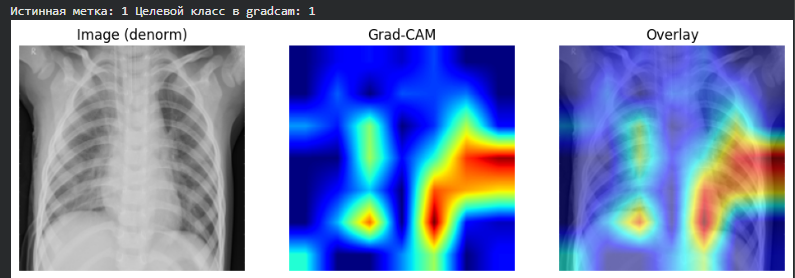 Истинная метка: 1 Целевой класс в gradcam: 1
Image (denorm)
Grad-CAM
Overlay